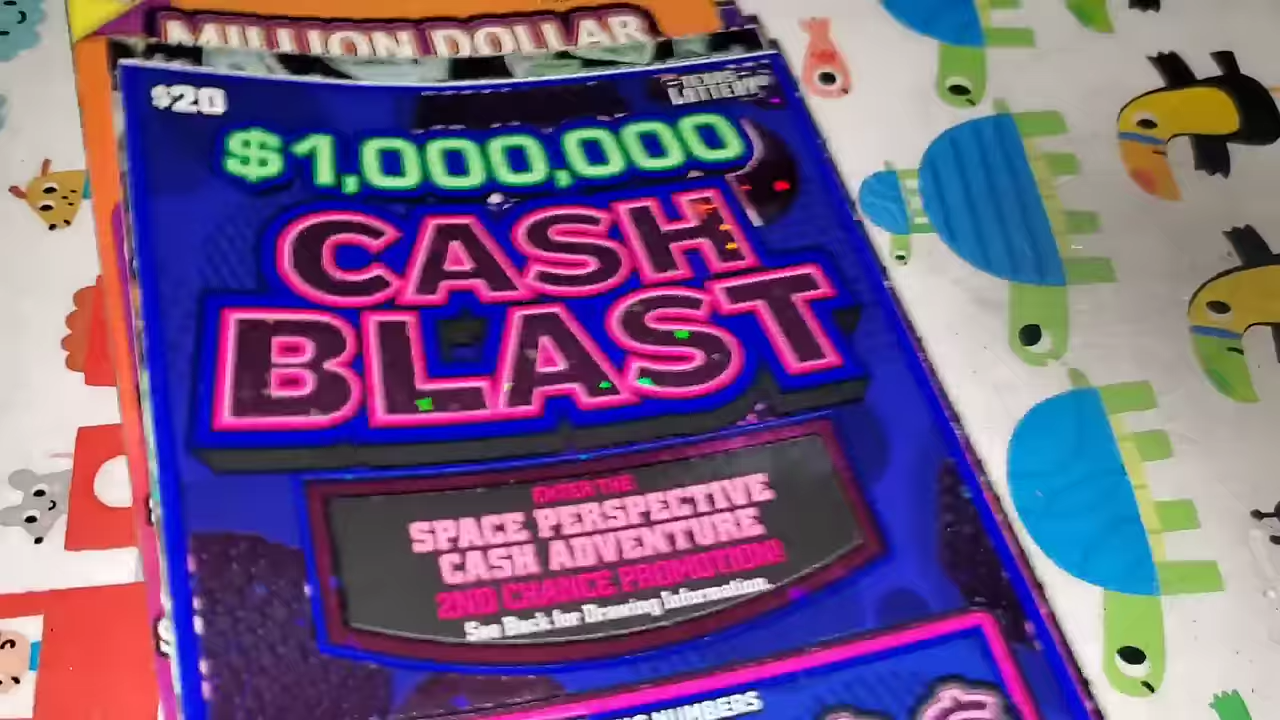 MILLION DOLLAR
$20
TEXAS
LOTTERY
$1,000,000
CASH
BLAST
ENTER THE
SPACE PERSPECTIVE
CASH ADVENTURE
2ND CHANCE PROMOTION!
See Back for Drawing Information.
NUMBERS